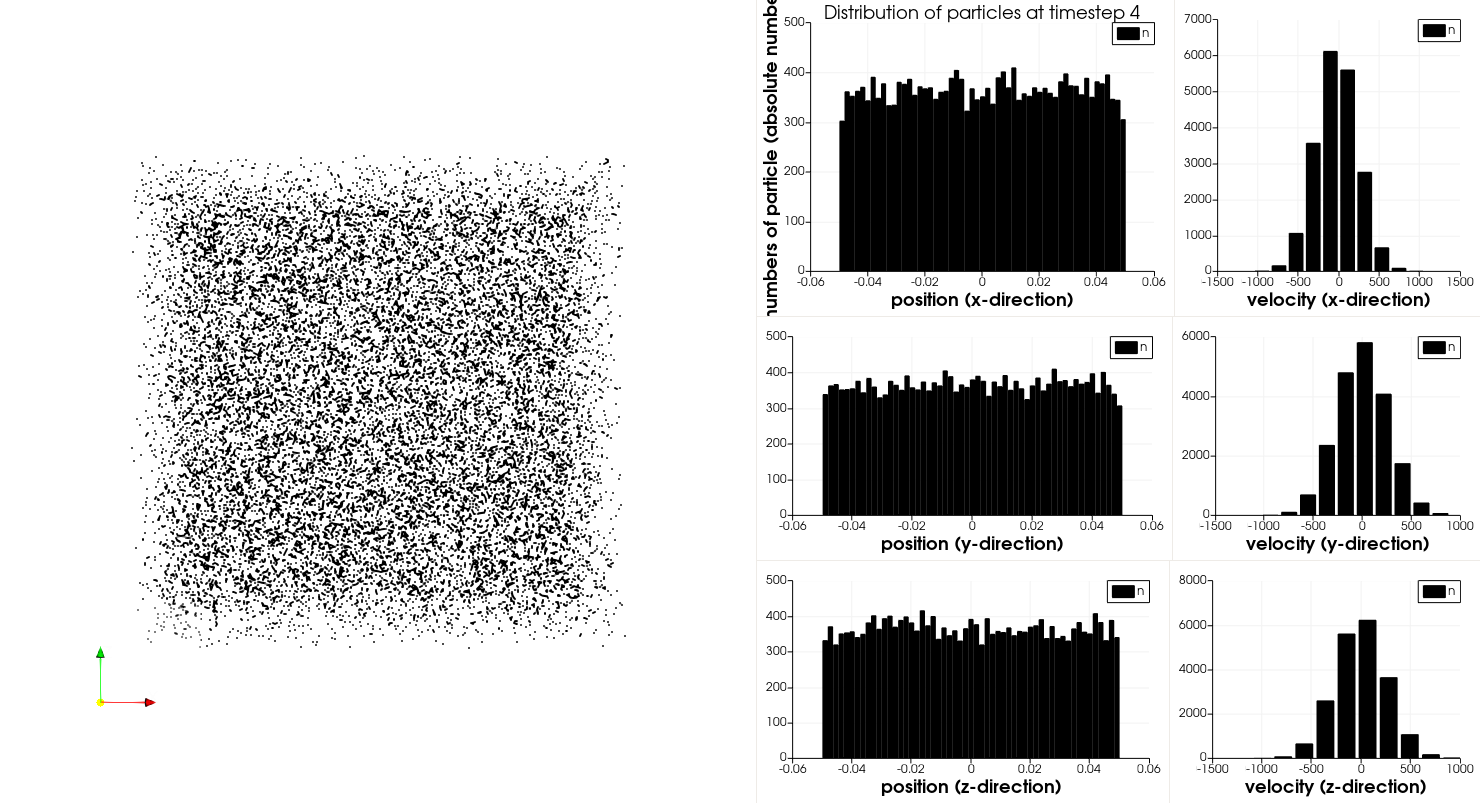 Distribution of particles at timestep 4
numbers of particle (absolute
500
400
300
200
100
0
-0.06 -0.04 -0.02 0 0.02 0.04 0.06
position (x-direction)
n
7000
6000
5000
4000
3000
2000
1000
0
-1500 -1000 -500 0 500 1000 1500
velocity (x-direction)
n
500
400
300
200
100
0
-0.06 -0.04 -0.02 0 0.02 0.04 0.06
position (y-direction)
n
6000
4000
2000
0
-1500 -1000 -500 0 500 1000
velocity (y-direction)
n
500
400
300
200
100
0
-0.06 -0.04 -0.02 0 0.02 0.04 0.06
position (z-direction)
n
8000
6000
4000
2000
0
-1500 -1000 -500 0 500 1000
velocity (z-direction)
n